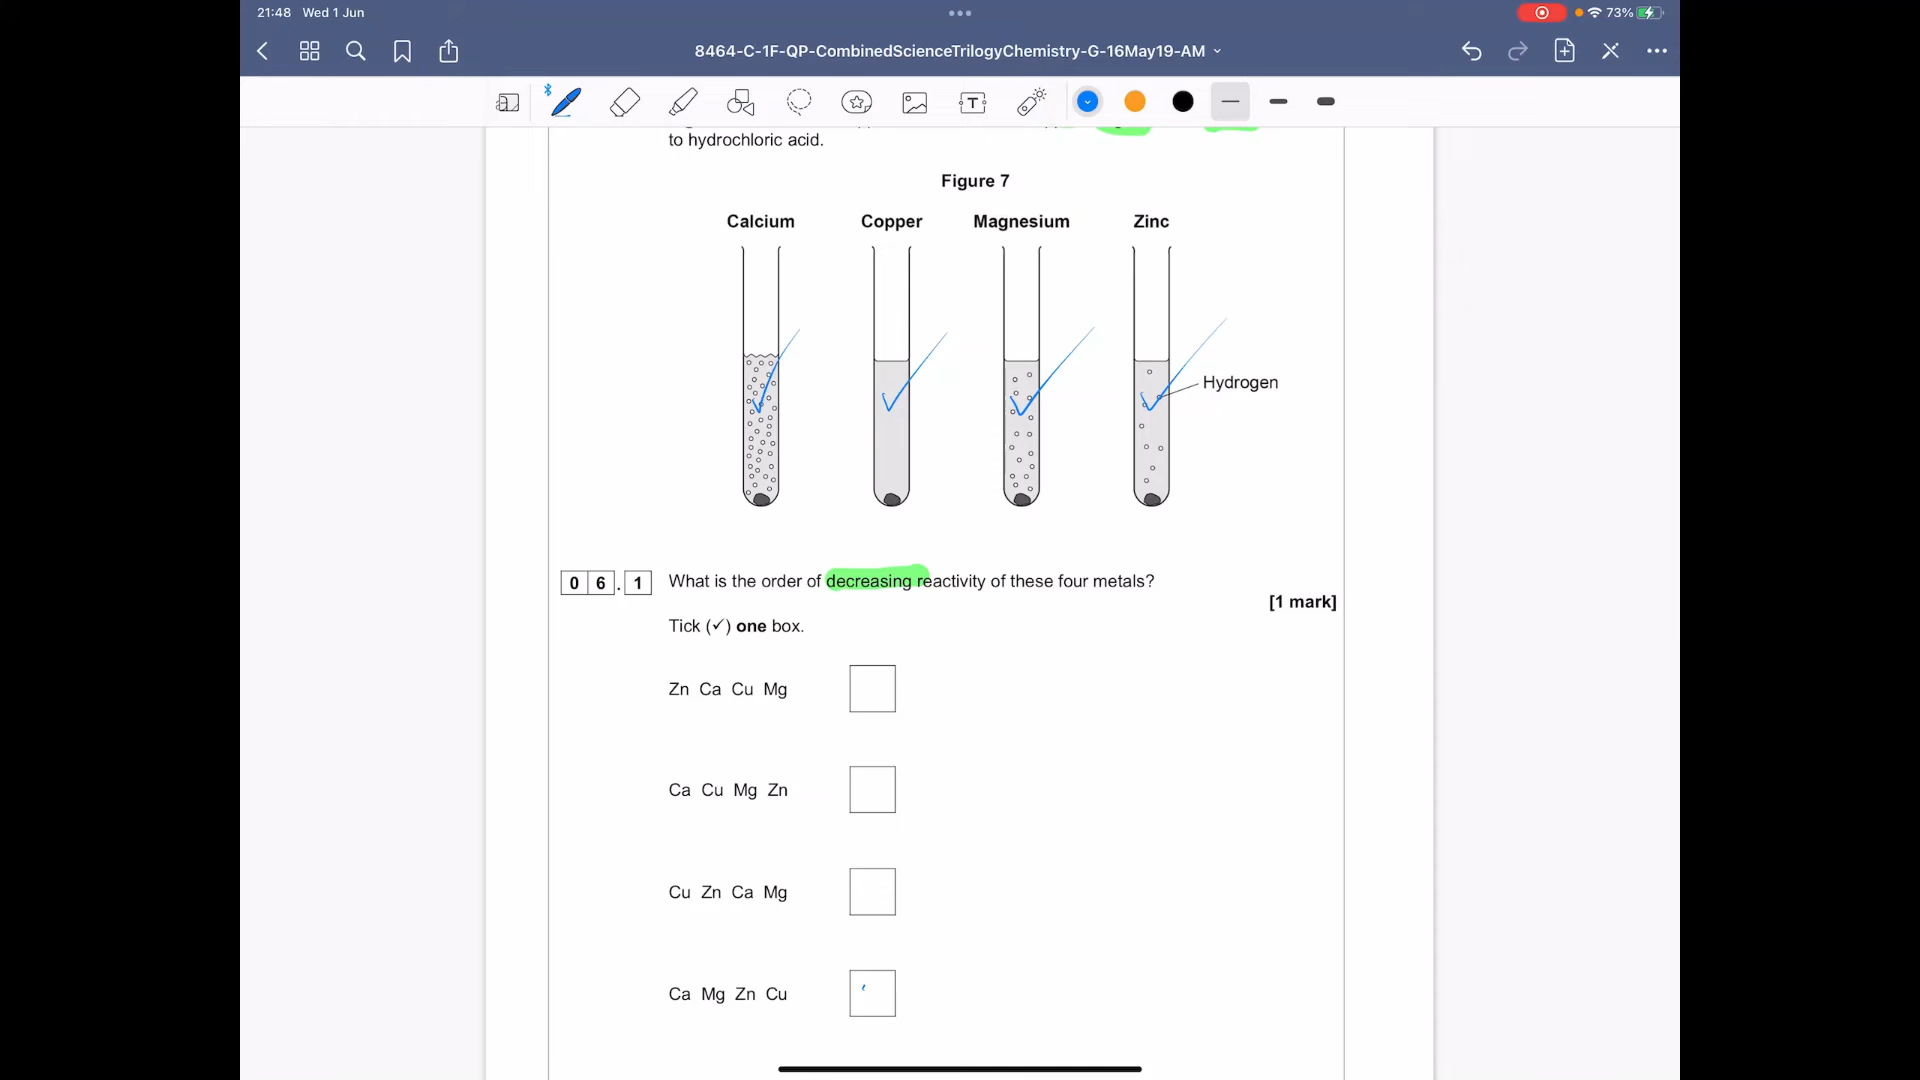 21:48 Wed 1 Jun
73%
8464-C-1F-QP-CombinedScienceTrilogyChemistry-G-16May19-AM
to hydrochloric acid.
Figure 7
Calcium Copper Magnesium Zinc
Hydrogen
0 6 . 1 What is the order of decreasing reactivity of these four metals?
[1 mark]
Tick (✓) one box.
Zn Ca Cu Mg
Ca Cu Mg Zn
Cu Zn Ca Mg
Ca Mg Zn Cu